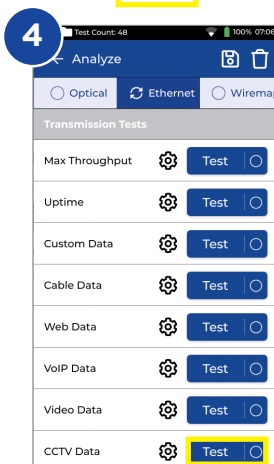 4
Test Count: 48 100% 07:06
← Analyze
Optical Ethernet Wiremap
Transmission Tests
Max Throughput Test
Uptime Test
Custom Data Test
Cable Data Test
Web Data Test
VoIP Data Test
Video Data Test
CCTV Data Test